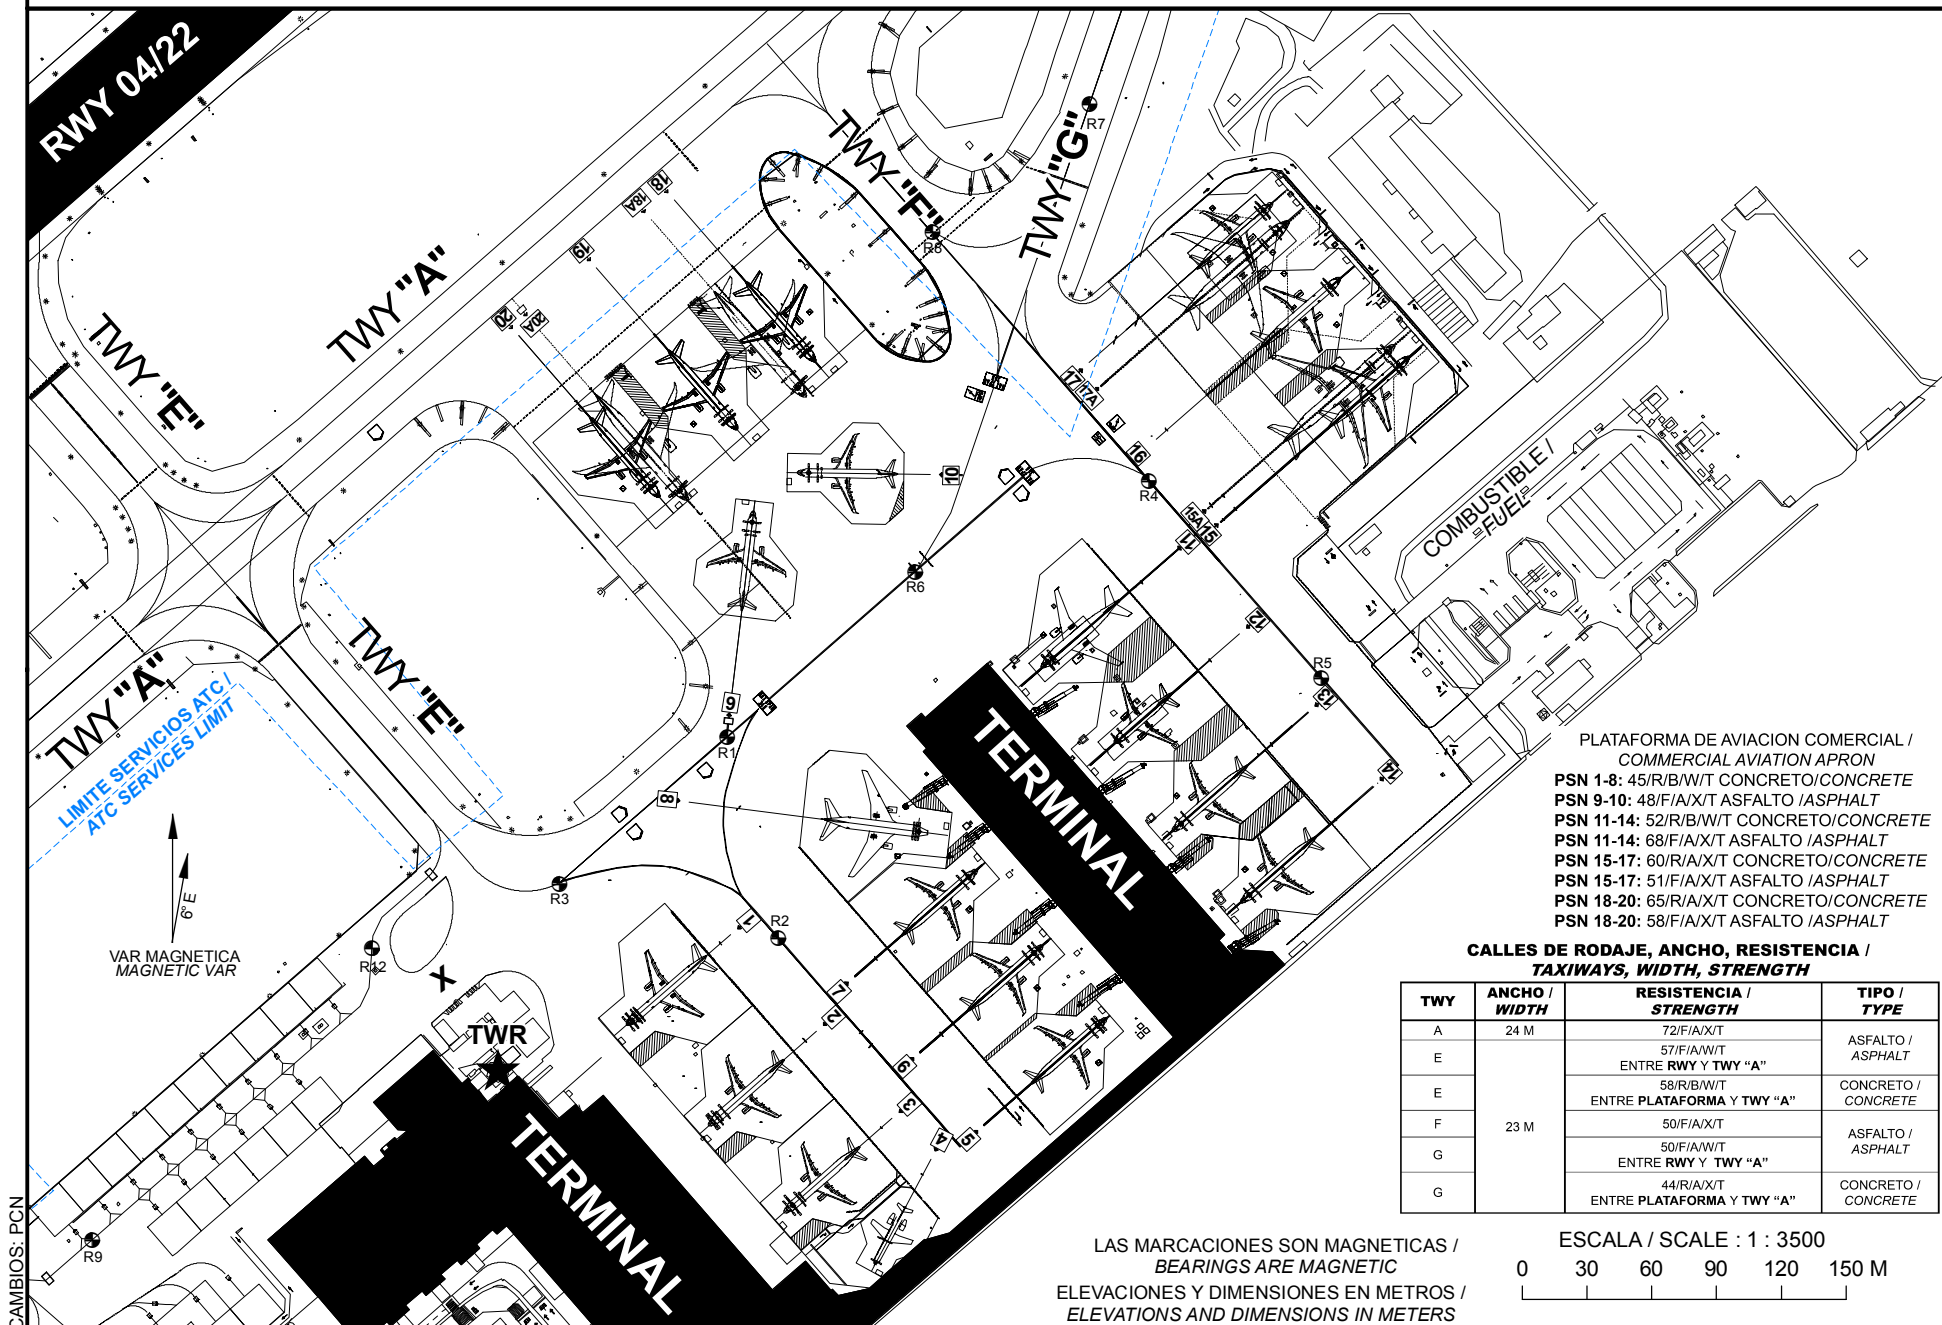 RWY 04/22
TWY "A"
TWY "E"
TWY "F"
TWY "G"
R7
R8
18
18A
19
20
20A
17
17A
16
R4
15A
15
11
12
R5
13
14
10
R6
9
R1
8
R3
R2
1
7
2
6
3
4
5
TWY "A"
TWY "E"
LIMITE SERVICIOS ATC /
ATC SERVICES LIMIT
6° E
VAR MAGNETICA
MAGNETIC VAR
R12
X
TWR
R9
TERMINAL
TERMINAL
COMBUSTIBLE /
FUEL
PLATAFORMA DE AVIACION COMERCIAL /
COMMERCIAL AVIATION APRON
PSN 1-8: 45/R/B/W/T CONCRETO/CONCRETE
PSN 9-10: 48/F/A/X/T ASFALTO /ASPHALT
PSN 11-14: 52/R/B/W/T CONCRETO/CONCRETE
PSN 11-14: 68/F/A/X/T ASFALTO /ASPHALT
PSN 15-17: 60/R/A/X/T CONCRETO/CONCRETE
PSN 15-17: 51/F/A/X/T ASFALTO /ASPHALT
PSN 18-20: 65/R/A/X/T CONCRETO/CONCRETE
PSN 18-20: 58/F/A/X/T ASFALTO /ASPHALT
CALLES DE RODAJE, ANCHO, RESISTENCIA /
TAXIWAYS, WIDTH, STRENGTH
TWY ANCHO / WIDTH RESISTENCIA / STRENGTH TIPO / TYPE
A 24 M 72/F/A/X/T ASFALTO / ASPHALT
E 57/F/A/W/T
ENTRE RWY Y TWY “A”
E 58/R/B/W/T CONCRETO /
ENTRE PLATAFORMA Y TWY “A” CONCRETE
F 23 M 50/F/A/X/T ASFALTO / ASPHALT
G 50/F/A/W/T
ENTRE RWY Y TWY “A”
G 44/R/A/X/T CONCRETO /
ENTRE PLATAFORMA Y TWY “A” CONCRETE
LAS MARCACIONES SON MAGNETICAS /
BEARINGS ARE MAGNETIC
ELEVACIONES Y DIMENSIONES EN METROS /
ELEVATIONS AND DIMENSIONS IN METERS
ESCALA / SCALE : 1 : 3500
0 30 60 90 120 150 M
CAMBIOS: PCN